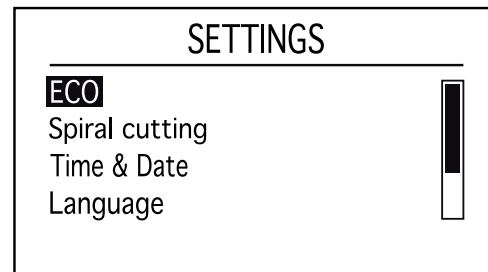 SETTINGS
ECO
Spiral cutting
Time & Date
Language